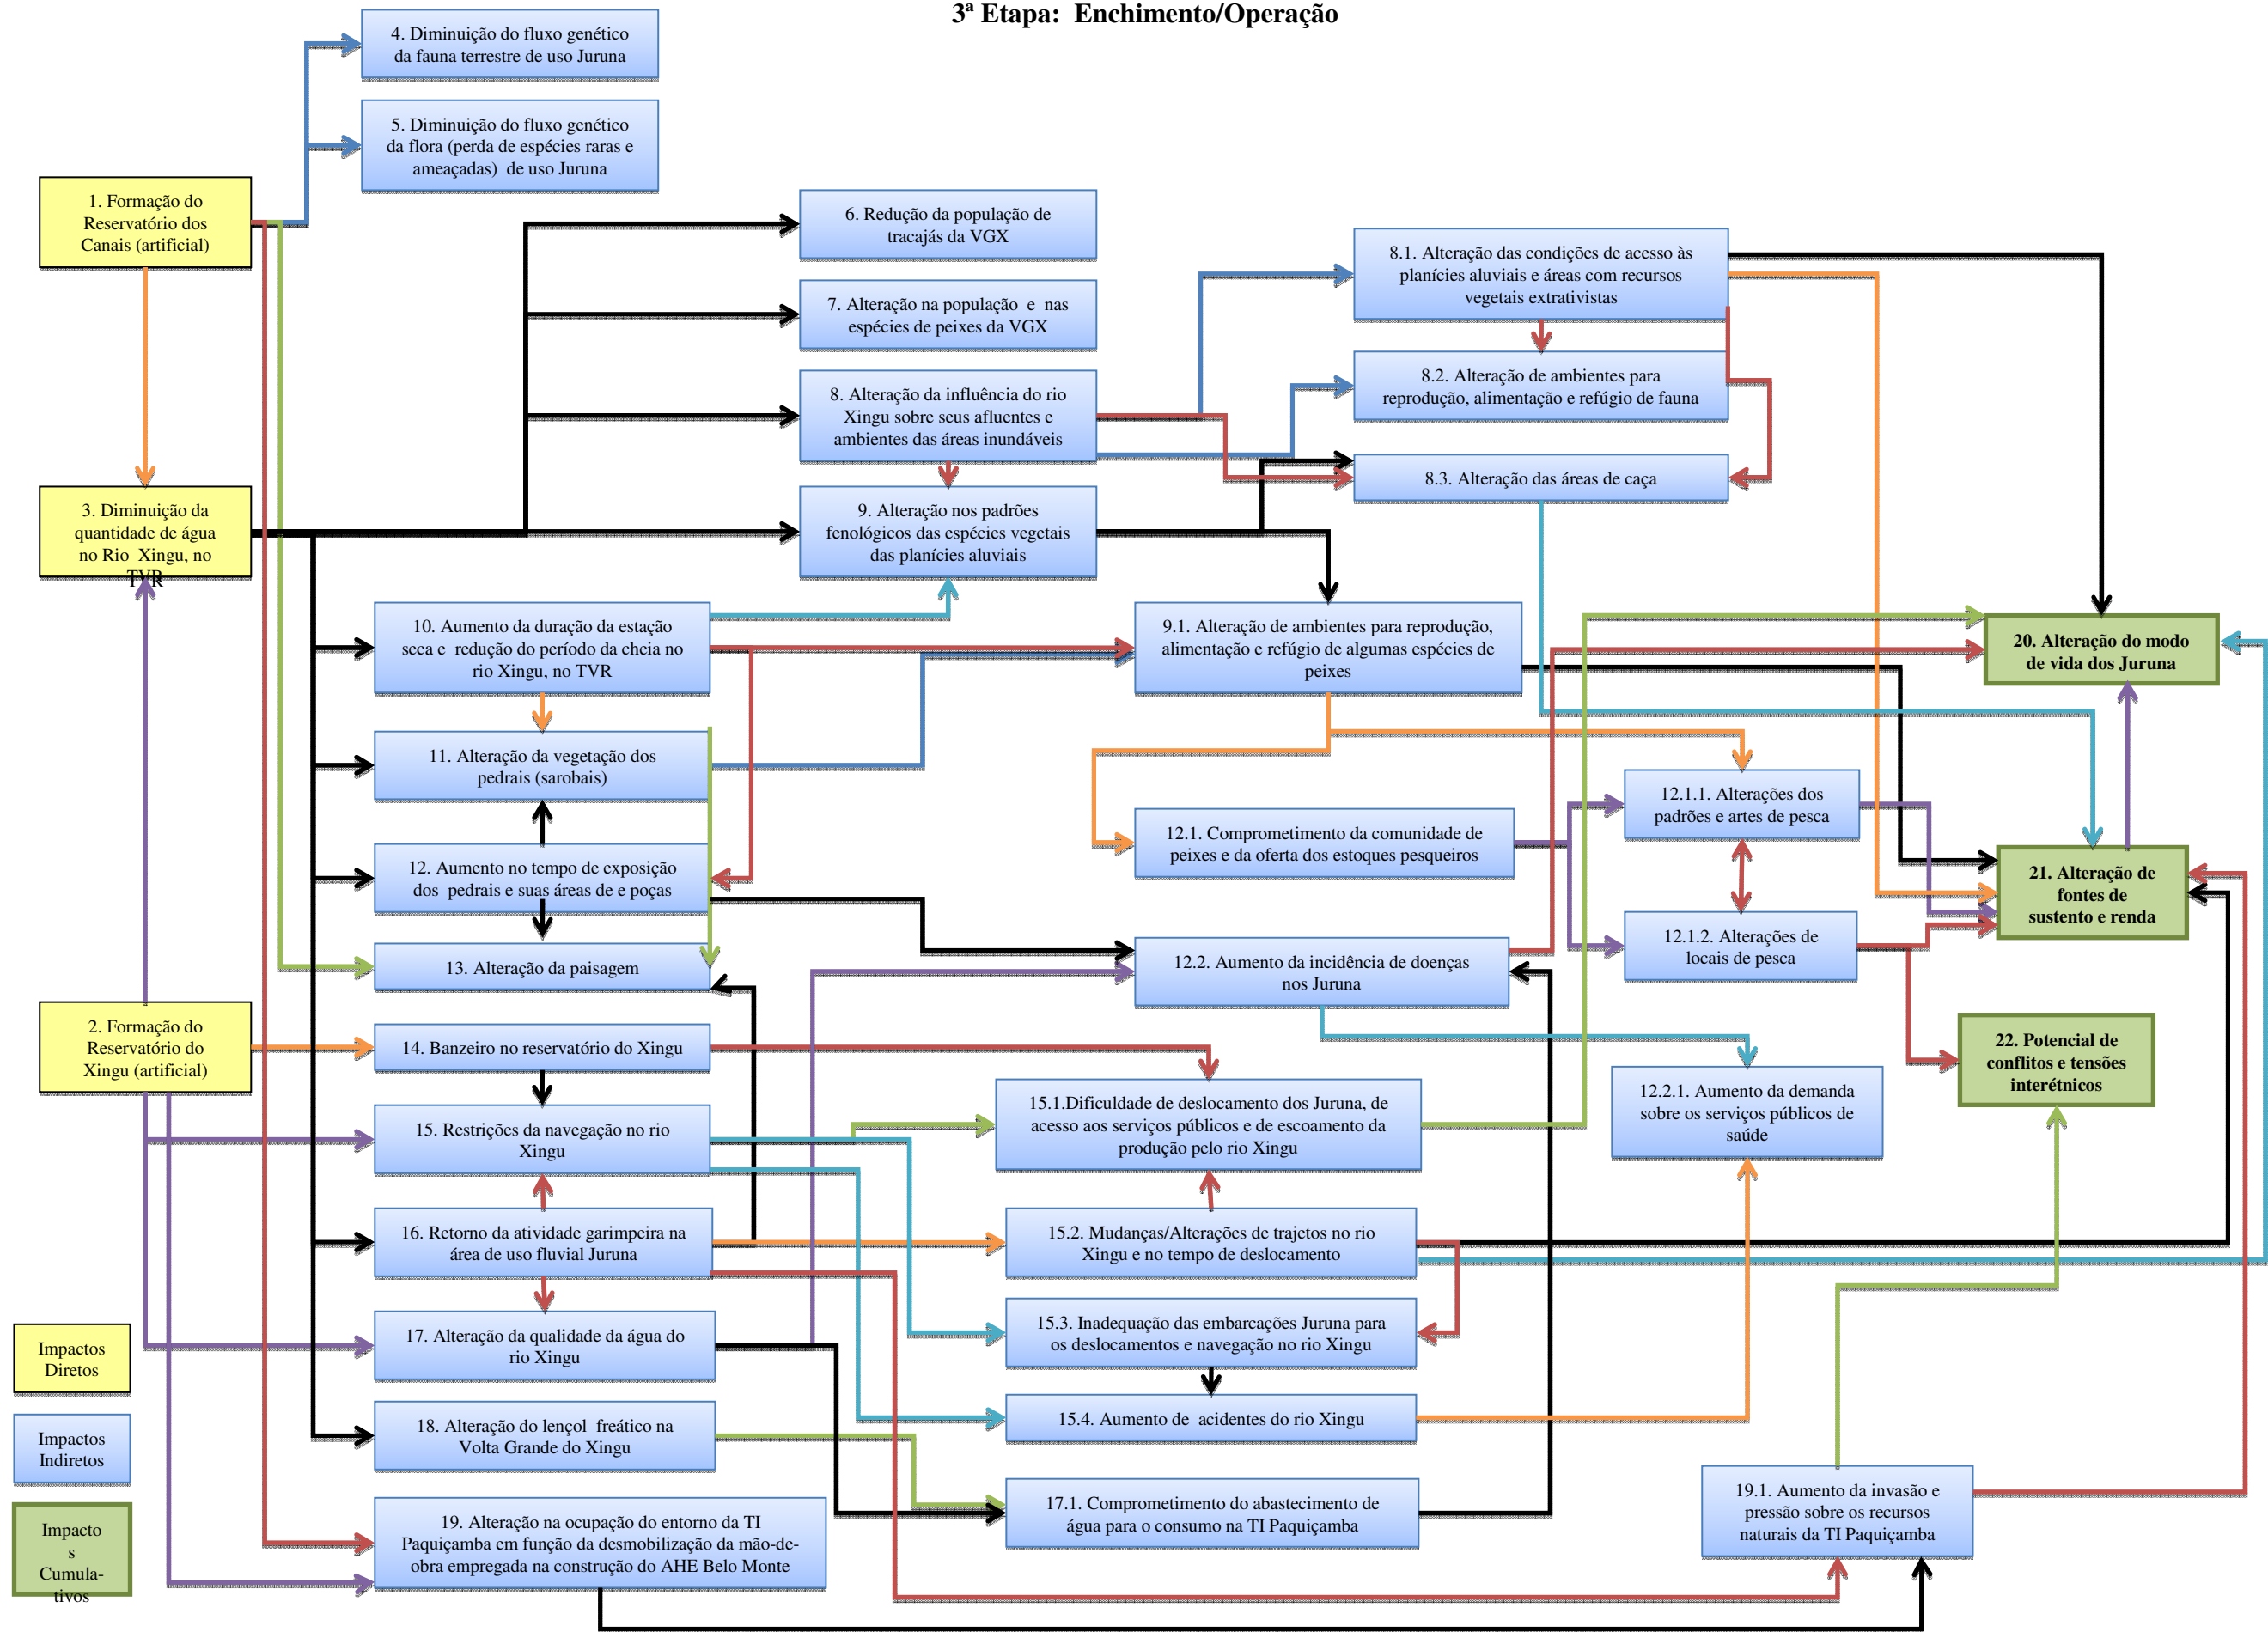 3ª Etapa:  Enchimento/Operação
4. Diminuição do fluxo genético
da fauna terrestre de uso Juruna
5. Diminuição do fluxo genético
da flora (perda de espécies raras e
ameaçadas)  de uso Juruna
1. Formação do
Reservatório dos
Canais (artificial)
6. Redução da população de
tracajás da VGX
7. Alteração na população  e  nas
espécies de peixes da VGX
8. Alteração da influência do rio
Xingu sobre seus afluentes e
ambientes das áreas inundáveis
8.1. Alteração das condições de acesso às
planícies aluviais e áreas com recursos
vegetais extrativistas
8.2. Alteração de ambientes para
reprodução, alimentação e refúgio de fauna
8.3. Alteração das áreas de caça
3. Diminuição da
quantidade de água
no Rio  Xingu, no
TVR
9. Alteração nos padrões
fenológicos das espécies vegetais
das planícies aluviais
10. Aumento da duração da estação
seca e  redução do período da cheia no
rio Xingu, no TVR
9.1. Alteração de ambientes para reprodução,
alimentação e refúgio de algumas espécies de
peixes
20. Alteração do modo
de vida dos Juruna
11. Alteração da vegetação dos
pedrais (sarobais)
12.1. Comprometimento da comunidade de
peixes e da oferta dos estoques pesqueiros
12.1.1. Alterações dos
padrões e artes de pesca
12. Aumento no tempo de exposição
dos  pedrais e suas áreas de e poças
21. Alteração de
fontes de
sustento e renda
13. Alteração da paisagem
12.2. Aumento da incidência de doenças
nos Juruna
12.1.2. Alterações de
locais de pesca
2. Formação do
Reservatório do
Xingu (artificial)
14. Banzeiro no reservatório do Xingu
22. Potencial de
conflitos e tensões
interétnicos
15. Restrições da navegação no rio
Xingu
15.1.Dificuldade de deslocamento dos Juruna, de
acesso aos serviços públicos e de escoamento da
produção pelo rio Xingu
12.2.1. Aumento da demanda
sobre os serviços públicos de
saúde
16. Retorno da atividade garimpeira na
área de uso fluvial Juruna
15.2. Mudanças/Alterações de trajetos no rio
Xingu e no tempo de deslocamento
17. Alteração da qualidade da água do
rio Xingu
15.3. Inadequação das embarcações Juruna para
os deslocamentos e navegação no rio Xingu
15.4. Aumento de  acidentes do rio Xingu
18. Alteração do lençol  freático na
Volta Grande do Xingu
17.1. Comprometimento do abastecimento de
água para o consumo na TI Paquiçamba
19. Alteração na ocupação do entorno da TI
Paquiçamba em função da desmobilização da mão-de-
obra empregada na construção do AHE Belo Monte
19.1. Aumento da invasão e
pressão sobre os recursos
naturais da TI Paquiçamba
Impactos
Diretos
Impactos
Indiretos
Impacto
s
Cumula-
tivos